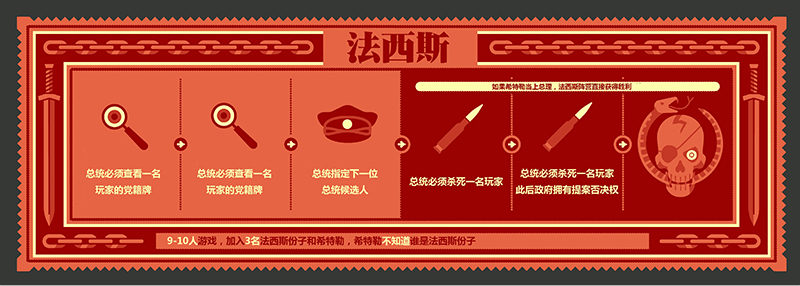 法西斯
如果希特勒当上总理，法西斯阵营直接获得胜利
总统必须查看一名
玩家的党籍牌
总统必须查看一名
玩家的党籍牌
总统指定下一位
总统候选人
总统必须杀死一名玩家
总统必须杀死一名玩家
此后政府拥有提案否决权
9-10人游戏，加入3名法西斯份子和希特勒，希特勒不知道谁是法西斯份子